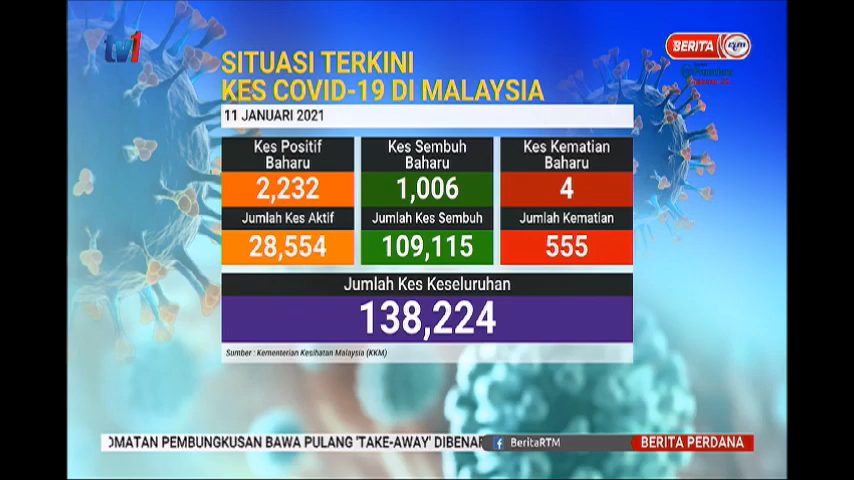 tv1
BERITA rtm
SITUASI TERKINI
KES COVID-19 DI MALAYSIA
11 JANUARI 2021
Kes Positif Baharu
2,232
Kes Sembuh Baharu
1,006
Kes Kematian Baharu
4
Jumlah Kes Aktif
28,554
Jumlah Kes Sembuh
109,115
Jumlah Kematian
555
Jumlah Kes Keseluruhan
138,224
Sumber : Kementerian Kesihatan Malaysia (KKM)
OMATAN PEMBUNGKUSAN BAWA PULANG "TAKE-AWAY' DIBENAR
BeritaRTM
BERITA PERDANA